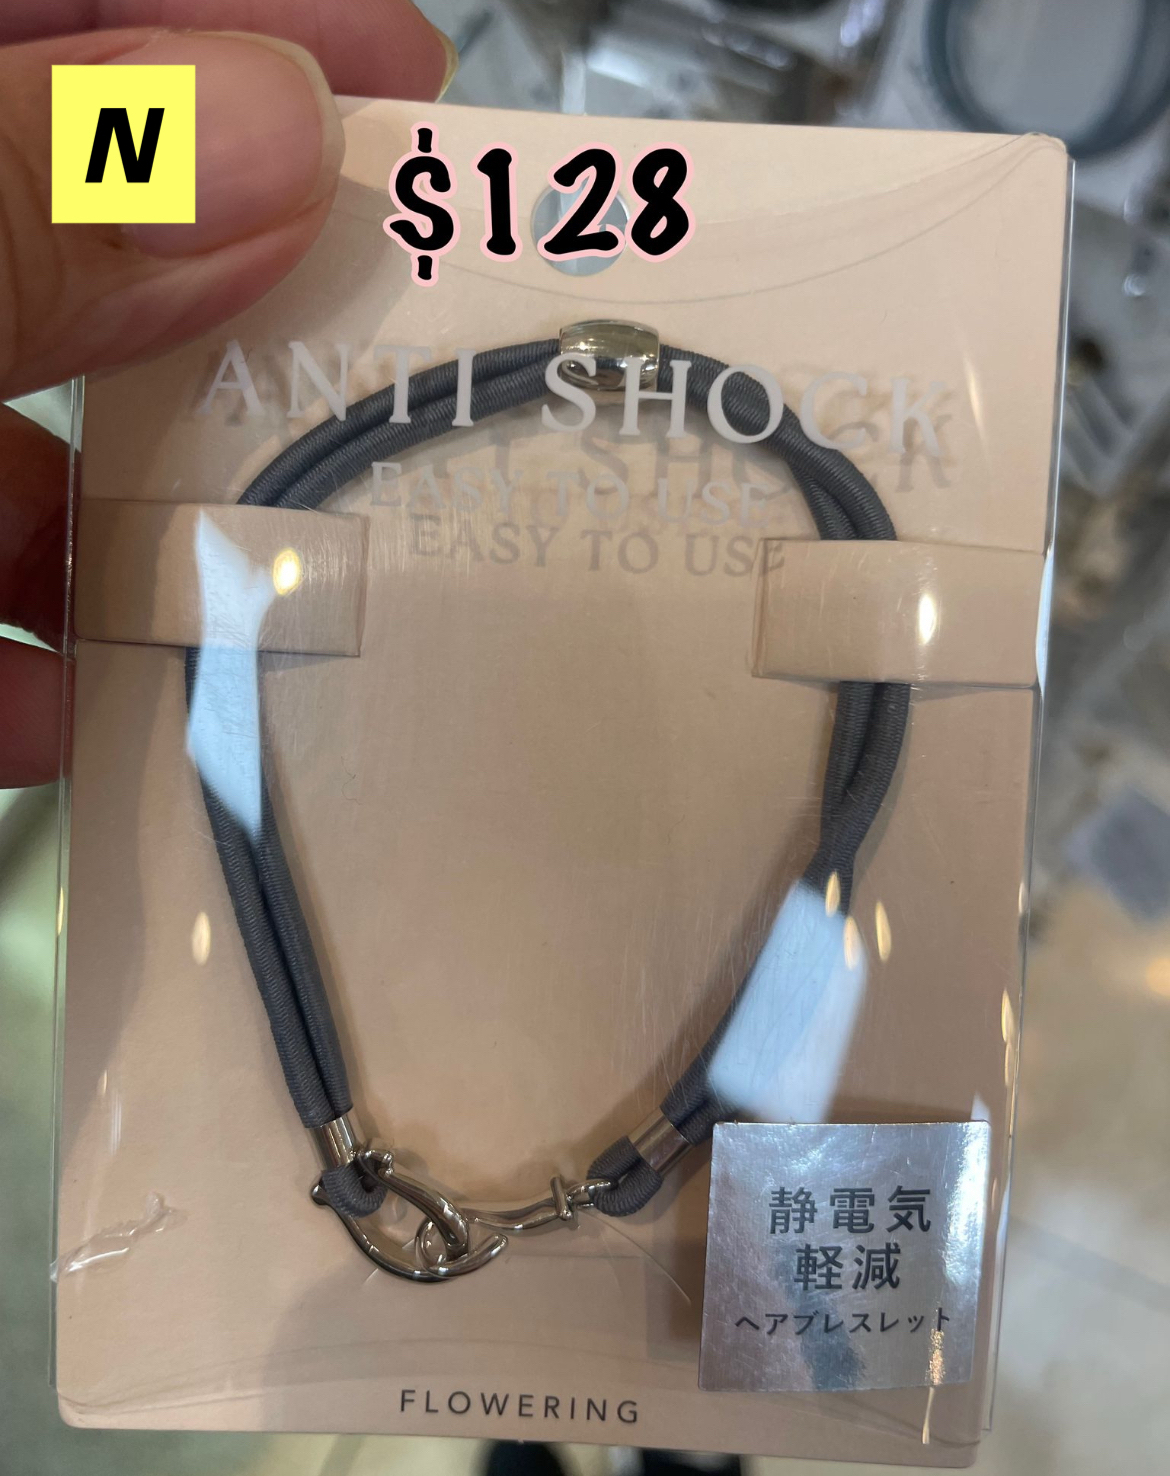 N
$128
ANTI SHOCK
EASY TO USE
静電気
軽減
ヘアブレスレット
FLOWERING